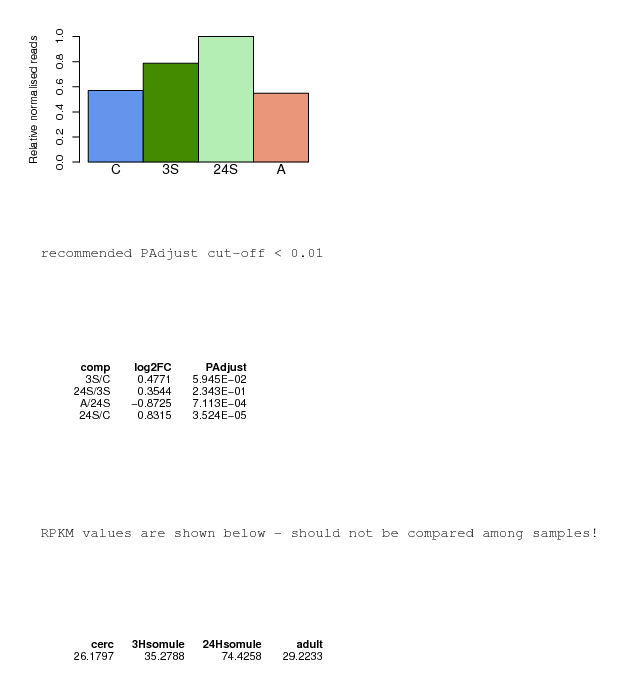 Relative normalised reads
1.0
0.8
0.6
0.4
0.2
0.0
C 3S 24S A
recommended PAdjust cut-off < 0.01
comp log2FC PAdjust
3S/C 0.4771 5.945E−02
24S/3S 0.3544 2.343E−01
A/24S −0.8725 7.113E−04
24S/C 0.8315 3.524E−05
RPKM values are shown below - should not be compared among samples!
cerc 3Hsomule 24Hsomule adult
26.1797 35.2788 74.4258 29.2233